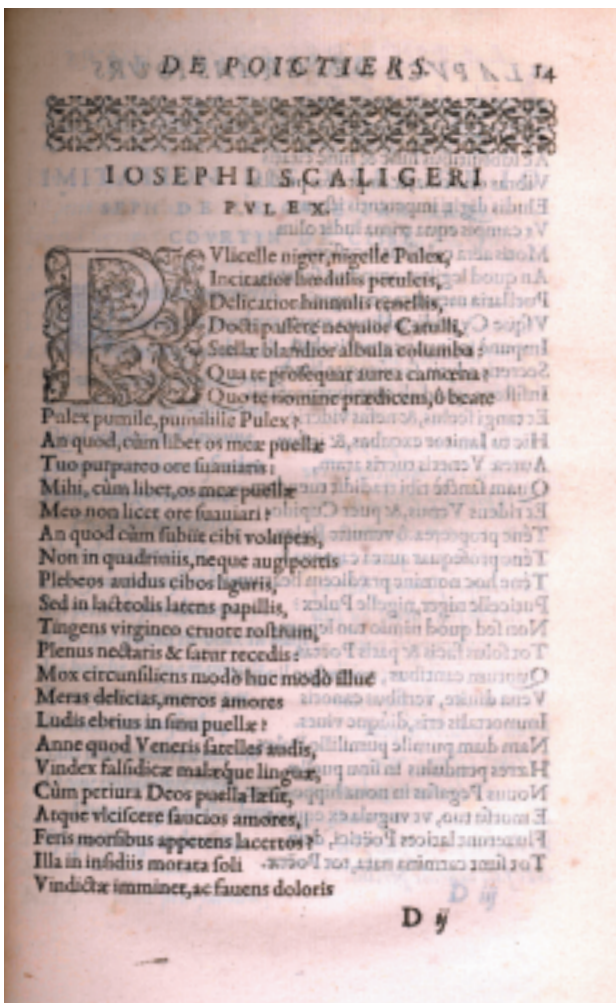 DE POICTIERS. 14
IOSEPHI SCALIGERI
PVLEX.
PVlicelle niger, nigelle Pulex,
Incitatior hœdulis petulcis,
Delicatior hinnulis tenellis,
Docti passere nequior Catulli,
Stellæ blandior albula columba:
Qua te prosequar aurea camœna?
Quo te nomine prædicem, ô beate
Pulex pumile, pumilille Pulex?
An quod, cùm liber os meæ puellæ
Tuo purpureo ore suauiaris:
Mihi, cùm libet, os meæ puellæ
Meo non licet ore suauiari?
An quod cùm subiit cibi voluptas,
Non in quadriuiis, neque angiportis
Plebeos auidus cibos liguris,
Sed in lacteolis latens papillis,
Tingens virgineo cruore rostrum,
Plenus nectaris & satur recedis?
Mox circunsiliens modò huc modò illuc
Meras delicias, meros amores
Ludis ebrius in sinu puellæ?
Anne quod Veneris satelles audis,
Vindex falsidicæ malæque linguæ,
Cùm periura Deos puella læsit,
Atque vlciscere saucios amores,
Feris morsibus appetens lacertos?
Illa in insidiis morata soli
Vindictæ imminet, ac fauens doloris
D ij